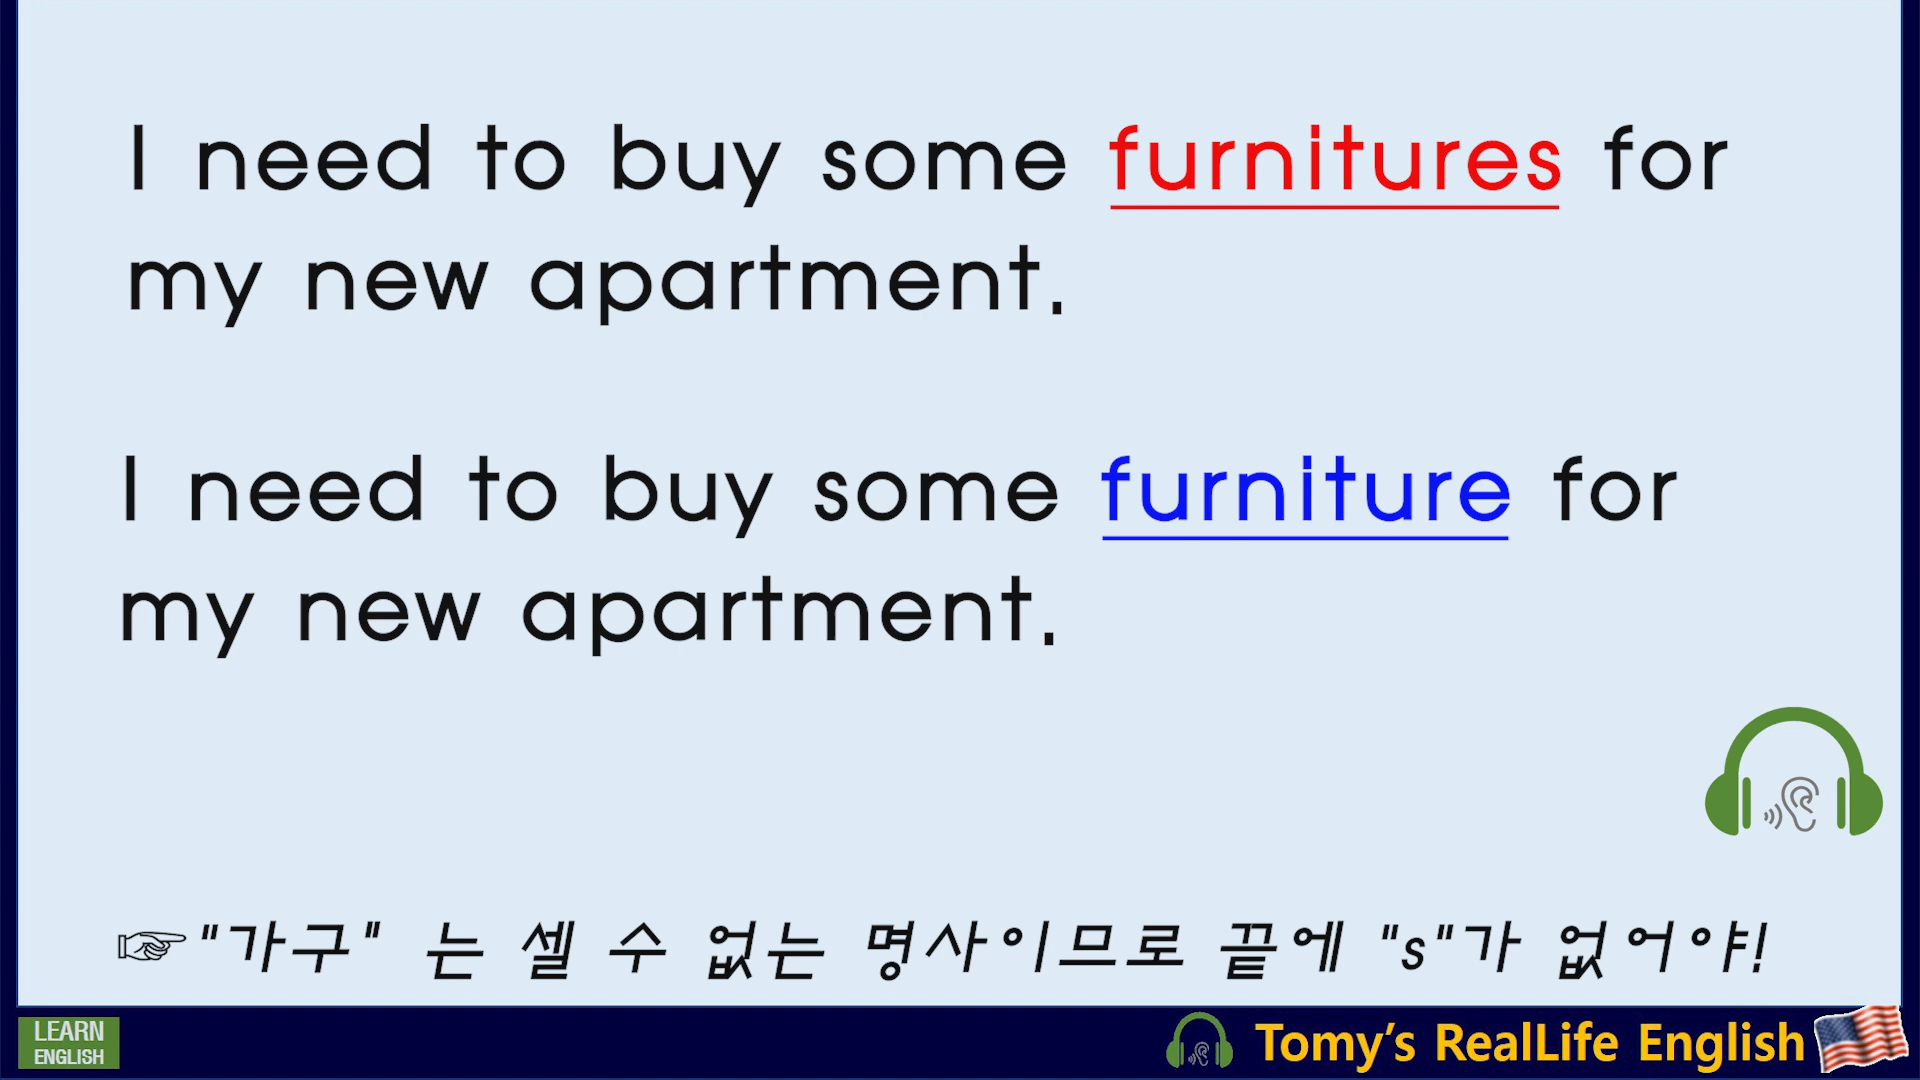 I need to buy some furnitures for
my new apartment.
I need to buy some furniture for
my new apartment.
☞"가구" 는 셀 수 없는 명사이므로 끝에 "s"가 없어야!
LEARN
ENGLISH
Tomy's RealLife English